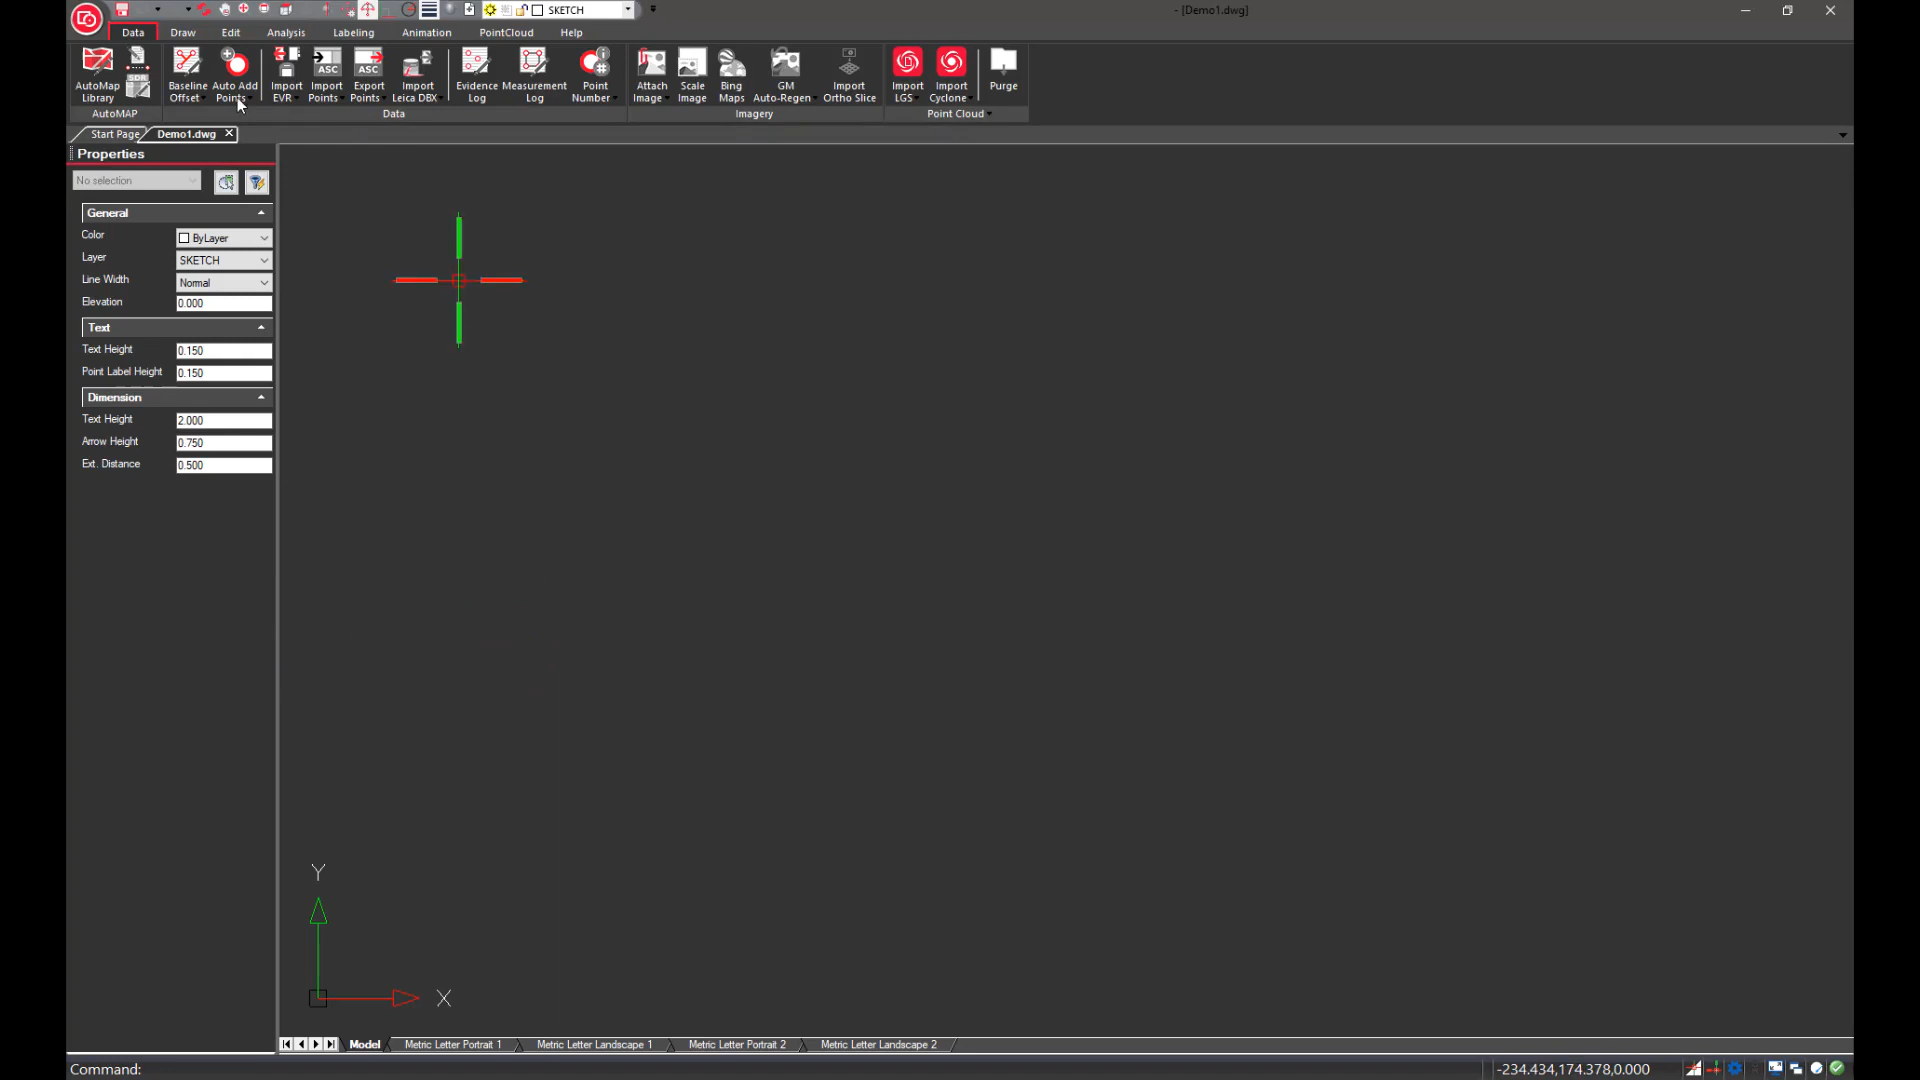 SKETCH
- [Demo1.dwg]
Data Draw Edit Analysis Labeling Animation PointCloud Help
ASC ASC
SDR
AutoMap Library
Baseline Offset
Auto Add Points
Import EVR
Import Points
Export Points
Import Leica DBX
Evidence Log
Measurement Log
Point Number
Attach Image
Scale Image
Bing Maps
GM Auto-Regen
Import Ortho Slice
Import LGS
Import Cyclone
Purge
AutoMAP Data Imagery Point Cloud
Start Page Demo1.dwg
Properties
No selection
General
Color ByLayer
Layer SKETCH
Line Width Normal
Elevation 0.000
Text
Text Height 0.150
Point Label Height 0.150
Dimension
Text Height 2.000
Arrow Height 0.750
Ext. Distance 0.500
Y
X
Model Metric Letter Portrait 1 Metric Letter Landscape 1 Metric Letter Portrait 2 Metric Letter Landscape 2
Command: -234.434,174.378,0.000